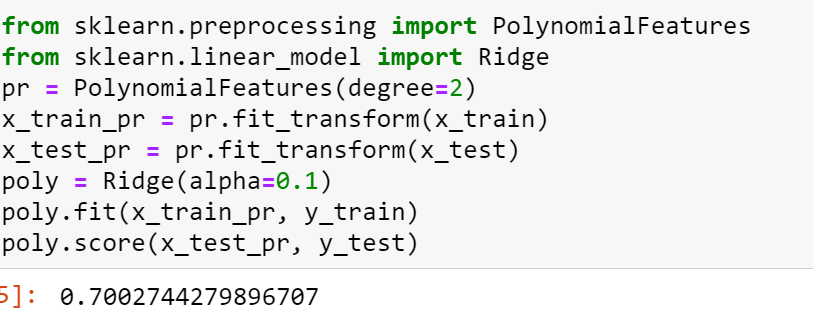 from sklearn.preprocessing import PolynomialFeatures
from sklearn.linear_model import Ridge
pr = PolynomialFeatures(degree=2)
x_train_pr = pr.fit_transform(x_train)
x_test_pr = pr.fit_transform(x_test)
poly = Ridge(alpha=0.1)
poly.fit(x_train_pr, y_train)
poly.score(x_test_pr, y_test)
5]: 0.7002744279896707